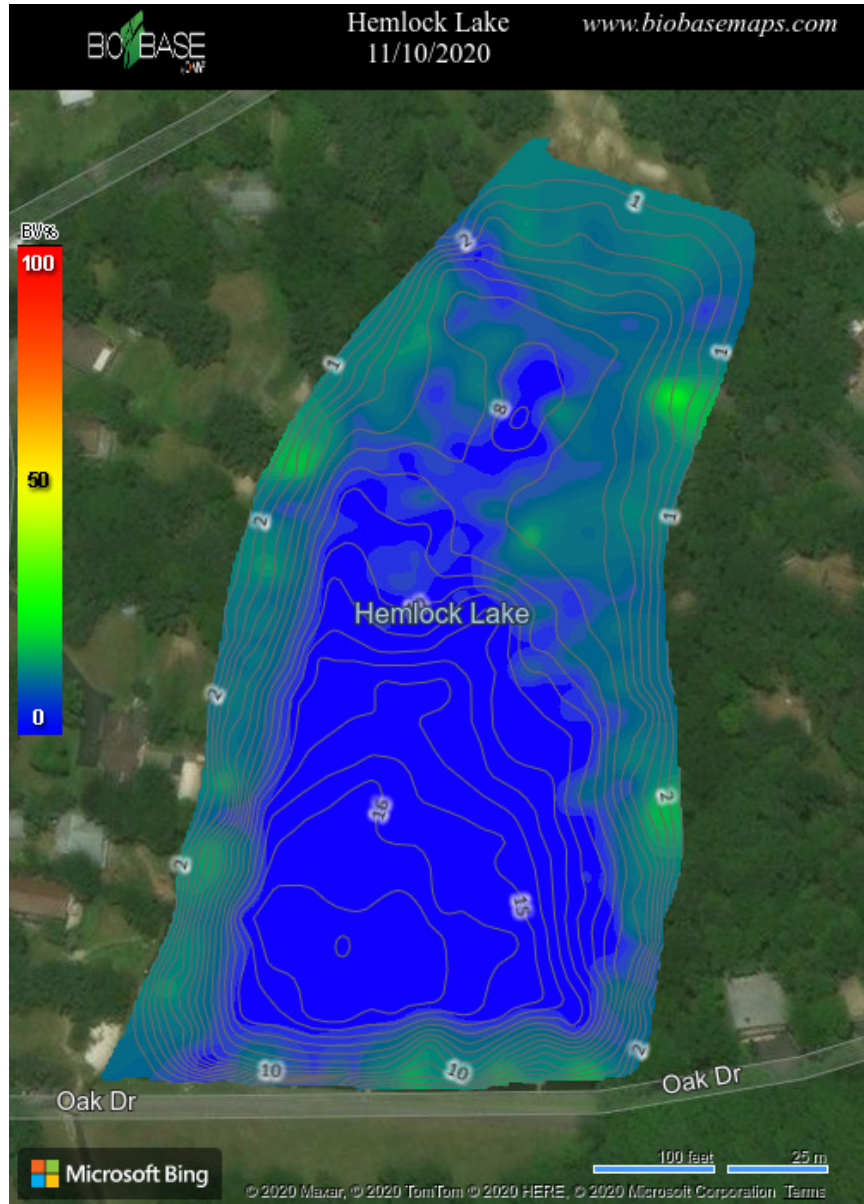 BIOBASE
Hemlock Lake
11/10/2020
www.biobasemaps.com
BV%
100
50
0
1
2
1
1
8
2
1
Hemlock Lake
2
16
2
2
15
10
10
2
Oak Dr
Oak Dr
Microsoft Bing
100 feet
25 m
© 2020 Maxar, © 2020 TomTom © 2020 HERE, © 2020 Microsoft Corporation Terms